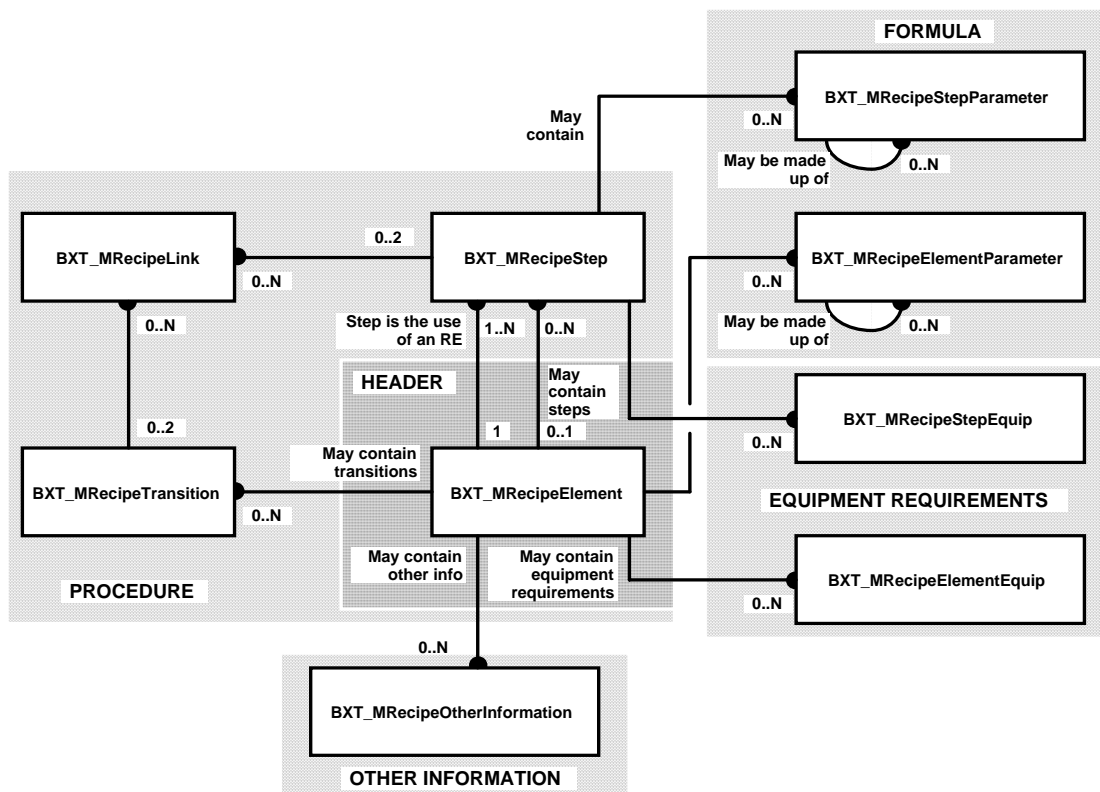 FORMULA
BXT_MRecipeStepParameter
May
contain
0..N
May be made
up of
0..N
BXT_MRecipeLink
0..2
BXT_MRecipeStep
BXT_MRecipeElementParameter
0..N
0..N
0..N
Step is the use
of an RE
1..N
0..N
May be made
up of
0..N
HEADER
May
contain
steps
BXT_MRecipeStepEquip
0..2
1
0..1
0..N
May contain
transitions
BXT_MRecipeTransition
BXT_MRecipeElement
EQUIPMENT REQUIREMENTS
0..N
May contain
other info
May contain
equipment
requirements
BXT_MRecipeElementEquip
PROCEDURE
0..N
0..N
BXT_MRecipeOtherInformation
OTHER INFORMATION